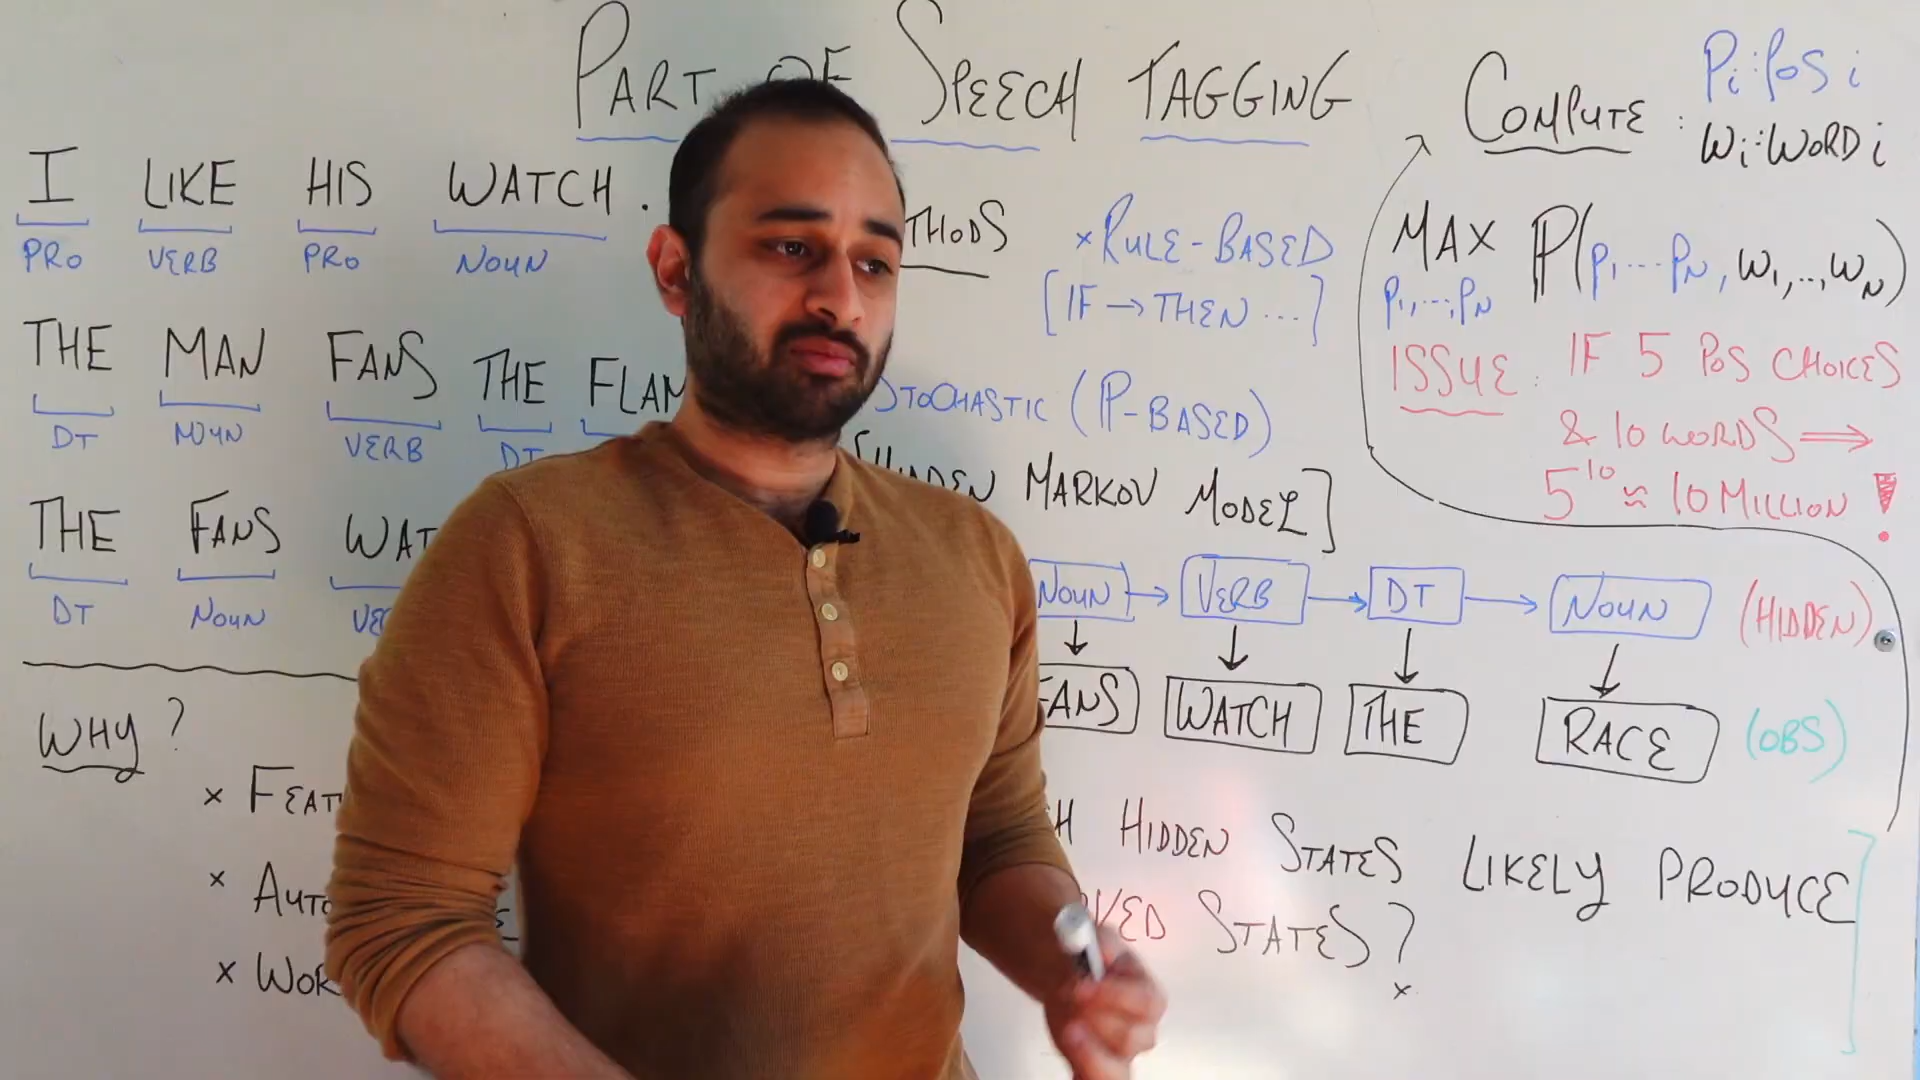 PART OF SPEECH TAGGING
I LIKE HIS WATCH.
PRO VERB PRO NOUN
THE MAN FANS THE
DT NOUN VERB DT
THE FANS
DT NOUN
WHY?
×
×
×
× RULE-BASED
[IF → THEN ...]
STOCHASTIC (P-BASED)
[HIDDEN MARKOV MODEL]
NOUN → VERB → DT → NOUN (HIDDEN)
FANS WATCH THE RACE (OBS)
HIDDEN STATES LIKELY PRODUCE
STATES?
×
COMPUTE : Pi: POS i
Wi: WORD i
MAX P(P1...PN, W1,..,WN)
P1,...,PN
ISSUE: IF 5 POS CHOICES
& 10 WORDS ⟹
5^10 ≈ 10 MILLION !